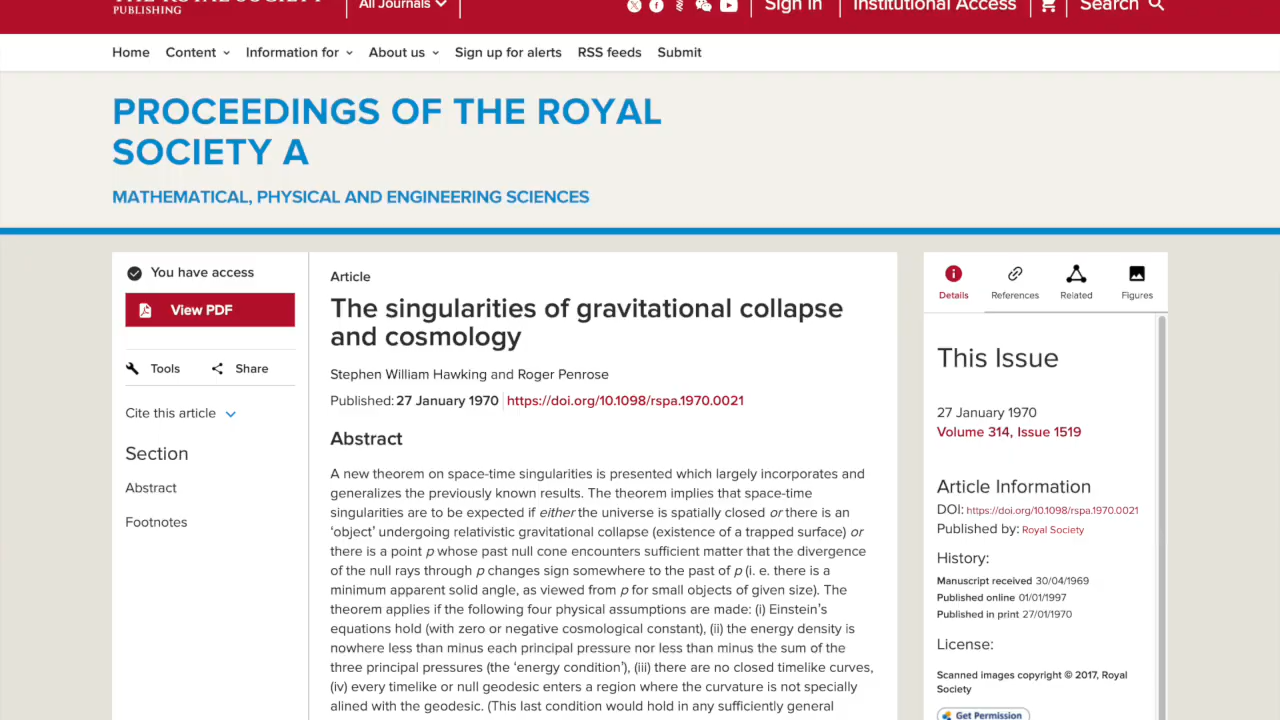 THE ROYAL SOCIETY
PUBLISHING
All Journals
Sign In
Institutional Access
Search
Home
Content
Information for
About us
Sign up for alerts
RSS feeds
Submit
PROCEEDINGS OF THE ROYAL
SOCIETY A
MATHEMATICAL, PHYSICAL AND ENGINEERING SCIENCES
You have access
View PDF
Tools
Share
Cite this article
Section
Abstract
Footnotes
Article
The singularities of gravitational collapse
and cosmology
Stephen William Hawking and Roger Penrose
Published: 27 January 1970 https://doi.org/10.1098/rspa.1970.0021
Abstract
A new theorem on space-time singularities is presented which largely incorporates and
generalizes the previously known results. The theorem implies that space-time
singularities are to be expected if either the universe is spatially closed or there is an
‘object’ undergoing relativistic gravitational collapse (existence of a trapped surface) or
there is a point p whose past null cone encounters sufficient matter that the divergence
of the null rays through p changes sign somewhere to the past of p (i. e. there is a
minimum apparent solid angle, as viewed from p for small objects of given size). The
theorem applies if the following four physical assumptions are made: (i) Einstein’s
equations hold (with zero or negative cosmological constant), (ii) the energy density is
nowhere less than minus each principal pressure nor less than minus the sum of the
three principal pressures (the ‘energy condition’), (iii) there are no closed timelike curves,
(iv) every timelike or null geodesic enters a region where the curvature is not specially
alined with the geodesic. (This last condition would hold in any sufficiently general
Details
References
Related
Figures
This Issue
27 January 1970
Volume 314, Issue 1519
Article Information
DOI: https://doi.org/10.1098/rspa.1970.0021
Published by: Royal Society
History:
Manuscript received 30/04/1969
Published online 01/01/1997
Published in print 27/01/1970
License:
Scanned images copyright © 2017, Royal
Society
Get Permission